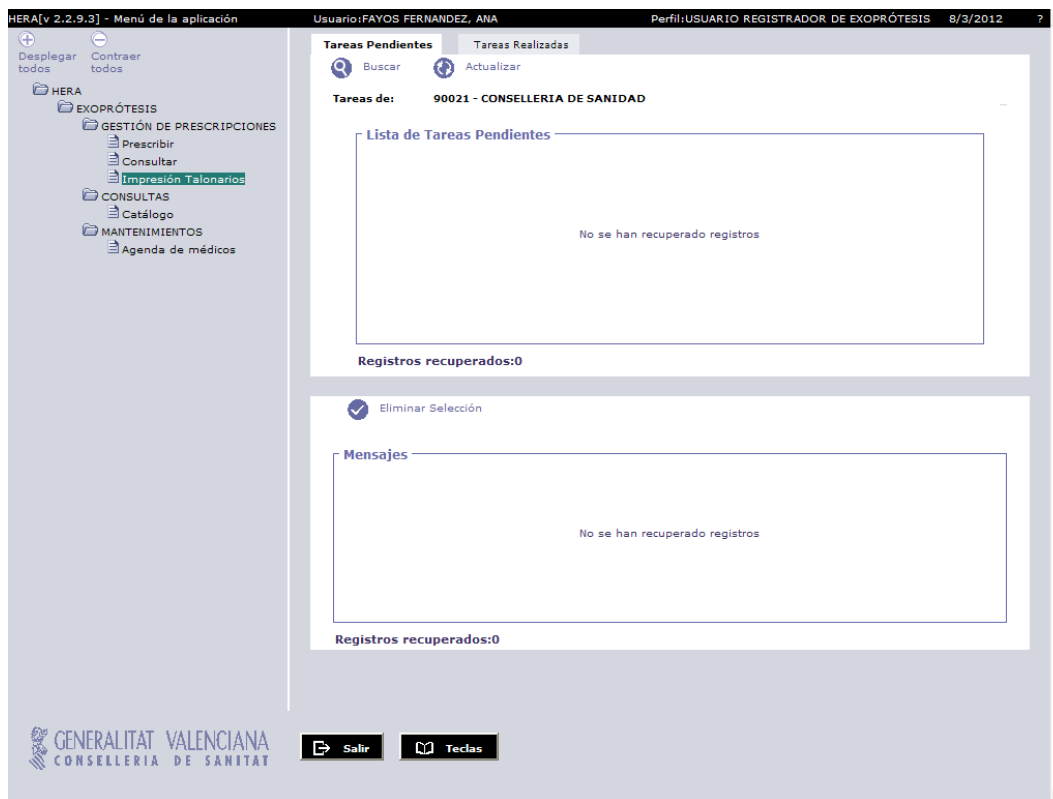 HERA[v 2.2.9.3] - Menú de la aplicación
Usuario:FAYOS FERNANDEZ, ANA
Perfil:USUARIO REGISTRADOR DE EXOPRÓTESIS
8/3/2012
?
Desplegar todos
Contraer todos
HERA
EXOPRÓTESIS
GESTIÓN DE PRESCRIPCIONES
Prescribir
Consultar
Impresión Talonarios
CONSULTAS
Catálogo
MANTENIMIENTOS
Agenda de médicos
Tareas Pendientes
Tareas Realizadas
Buscar
Actualizar
Tareas de: 90021 - CONSELLERIA DE SANIDAD
Lista de Tareas Pendientes
No se han recuperado registros
Registros recuperados:0
Eliminar Selección
Mensajes
No se han recuperado registros
Registros recuperados:0
GENERALITAT VALENCIANA
CONSELLERIA DE SANITAT
Salir
Teclas